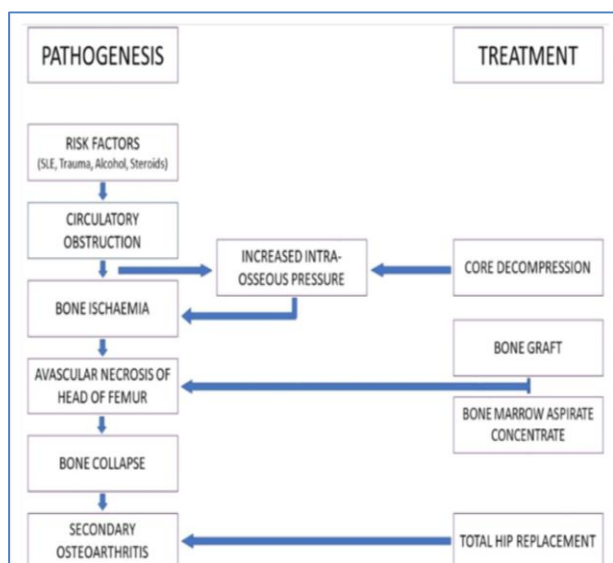 PATHOGENESIS
TREATMENT
RISK FACTORS
(SLE, Trauma, Alcohol, Steroids)
CIRCULATORY
OBSTRUCTION
INCREASED INTRA-
OSSEOUS PRESSURE
CORE DECOMPRESSION
BONE ISCHAEMIA
BONE GRAFT
AVASCULAR NECROSIS OF
HEAD OF FEMUR
BONE MARROW ASPIRATE
CONCENTRATE
BONE COLLAPSE
SECONDARY
OSTEOARTHRITIS
TOTAL HIP REPLACEMENT